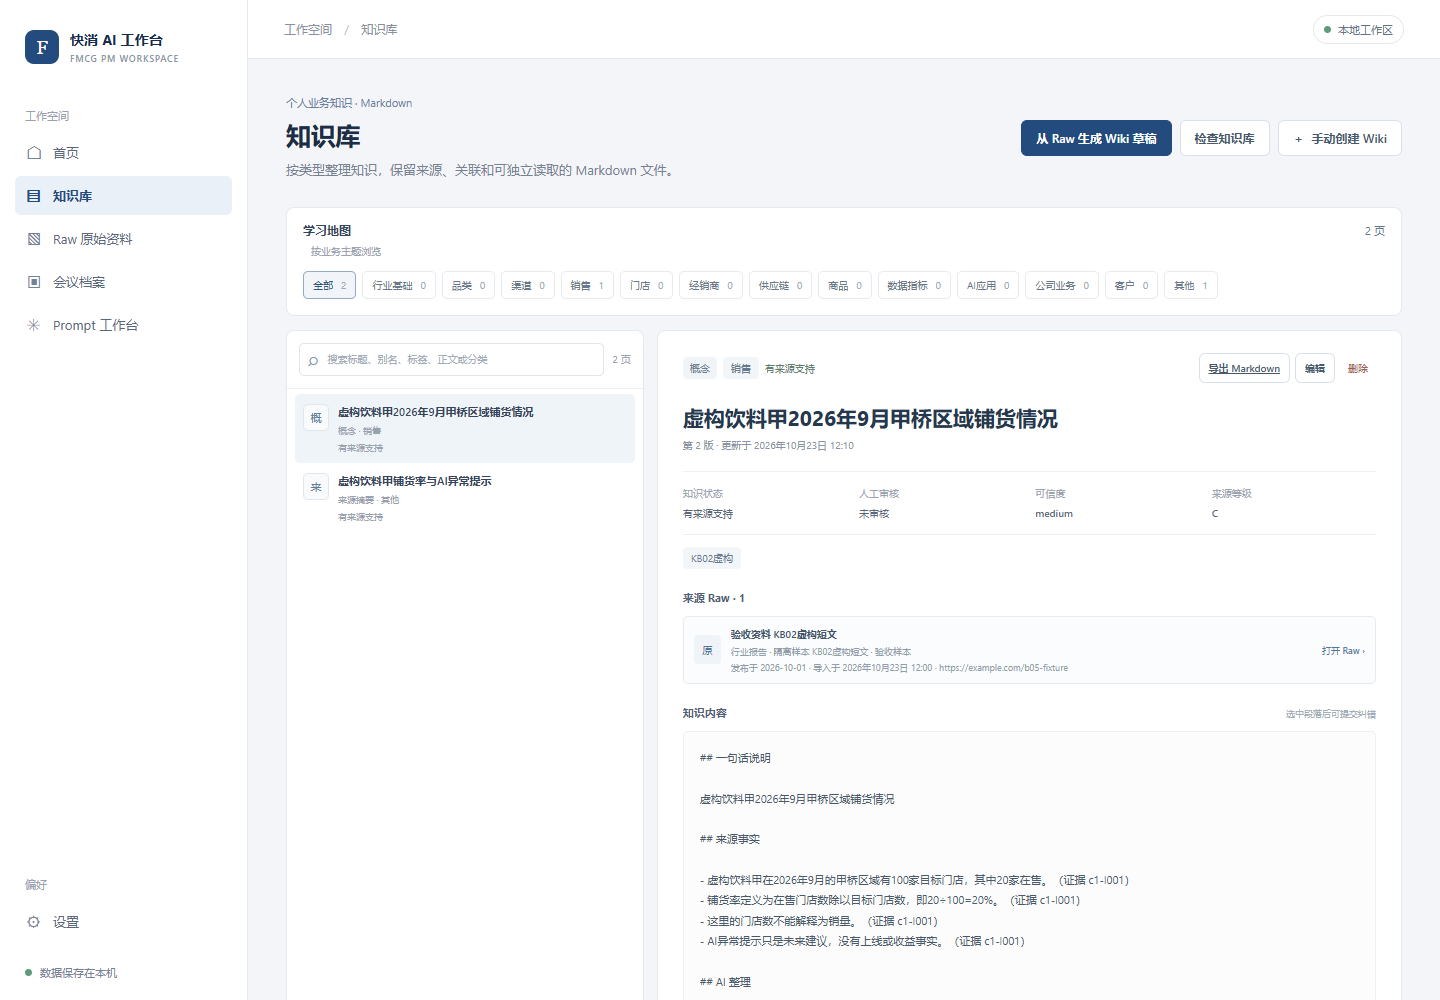 F
快消 AI 工作台
FMCG PM WORKSPACE
工作空间
首页
知识库
Raw 原始资料
会议档案
Prompt 工作台
偏好
设置
数据保存在本机
工作空间 / 知识库
本地工作区
个人业务知识 · Markdown
知识库
按类型整理知识，保留来源、关联和可独立读取的 Markdown 文件。
从 Raw 生成 Wiki 草稿
检查知识库
+ 手动创建 Wiki
学习地图
2 页
按业务主题浏览
全部 2
行业基础 0
品类 0
渠道 0
销售 1
门店 0
经销商 0
供应链 0
商品 0
数据指标 0
AI应用 0
公司业务 0
客户 0
其他 1
搜索标题、别名、标签、正文或分类
2 页
概
虚构饮料甲2026年9月甲桥区域铺货情况
概念 · 销售
有来源支持
来
虚构饮料甲铺货率与AI异常提示
来源摘要 · 其他
有来源支持
概念 销售 有来源支持
导出 Markdown
编辑
删除
虚构饮料甲2026年9月甲桥区域铺货情况
第 2 版 · 更新于 2026年10月23日 12:10
知识状态 人工审核 可信度 来源等级
有来源支持 未审核 medium C
KB02虚构
来源 Raw · 1
原
验收资料 KB02虚构短文
行业报告 · 隔离样本 KB02虚构短文 · 验收样本
发布于 2026-10-01 · 导入于 2026年10月23日 12:00 · https://example.com/b05-fixture
打开 Raw ›
知识内容
选中段落后可提交纠错
## 一句话说明
虚构饮料甲2026年9月甲桥区域铺货情况
## 来源事实
- 虚构饮料甲在2026年9月的甲桥区域有100家目标门店，其中20家在售。（证据 c1-l001）
- 铺货率定义为在售门店数除以目标门店数，即20÷100=20%。（证据 c1-l001）
- 这里的门店数不能解释为销量。（证据 c1-l001）
- AI异常提示只是未来建议，没有上线或收益事实。（证据 c1-l001）
## AI 整理